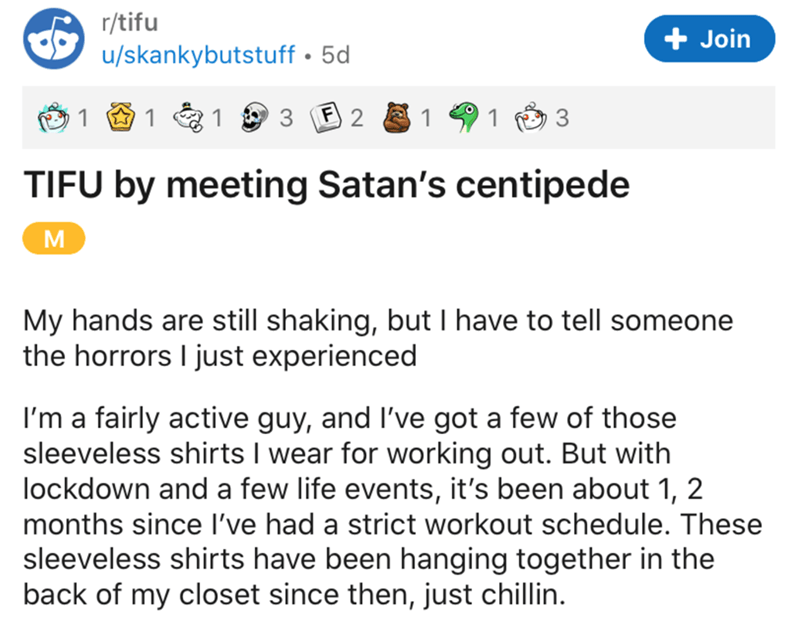 r/tifu
u/skankybutstuff • 5d
+ Join
1 1 1 3 F 2 1 1 3
TIFU by meeting Satan’s centipede
M
My hands are still shaking, but I have to tell someone
the horrors I just experienced
I’m a fairly active guy, and I’ve got a few of those
sleeveless shirts I wear for working out. But with
lockdown and a few life events, it’s been about 1, 2
months since I’ve had a strict workout schedule. These
sleeveless shirts have been hanging together in the
back of my closet since then, just chillin.